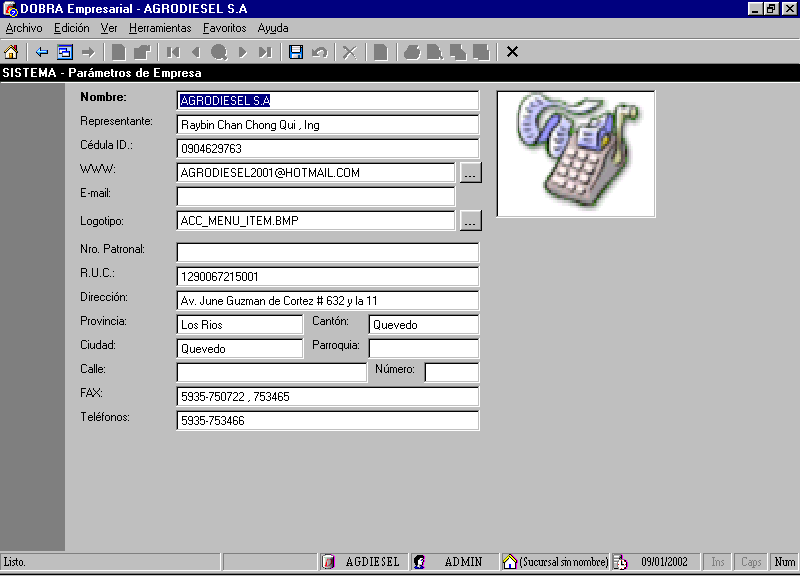 DOBRA Empresarial - AGRODIESEL S.A
Archivo Edición Ver Herramientas Favoritos Ayuda
SISTEMA - Parámetros de Empresa
Nombre: AGRODIESEL S.A
Representante: Raybin Chan Chong Qui , Ing
Cédula ID.: 0904629763
WWW: AGRODIESEL2001@HOTMAIL.COM ...
E-mail:
Logotipo: ACC_MENU_ITEM.BMP ...
Nro. Patronal:
R.U.C.: 1290067215001
Dirección: Av. June Guzman de Cortez # 632 y la 11
Provincia: Los Rios Cantón: Quevedo
Ciudad: Quevedo Parroquia:
Calle: Número:
FAX: 5935-750722 , 753465
Teléfonos: 5935-753466
Listo. AGDIESEL ADMIN (Sucursal sin nombre) 09/01/2002 Ins Caps Num